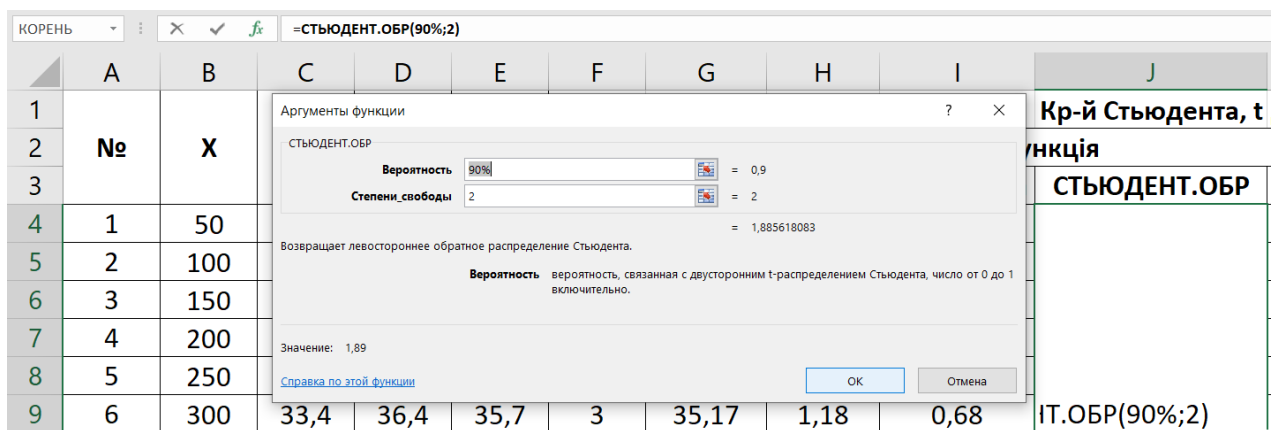 КОРЕНЬ fx =СТЬЮДЕНТ.ОБР(90%;2)
A B C D E F G H I J
1 Аргументы функции ? × Кр-й Стьюдента, t
2 № X СТЬЮДЕНТ.ОБР ункція
Вероятность 90% = 0,9
3 Степени_свободы 2 = 2 СТЬЮДЕНТ.ОБР
4 1 50 = 1,885618083
Возвращает левостороннее обратное распределение Стьюдента.
5 2 100
Вероятность вероятность, связанная с двусторонним t-распределением Стьюдента, число от 0 до 1
включительно.
6 3 150
7 4 200 Значение: 1,89
8 5 250 Справка по этой функции ОК Отмена
9 6 300 33,4 36,4 35,7 3 35,17 1,18 0,68 НТ.ОБР(90%;2)